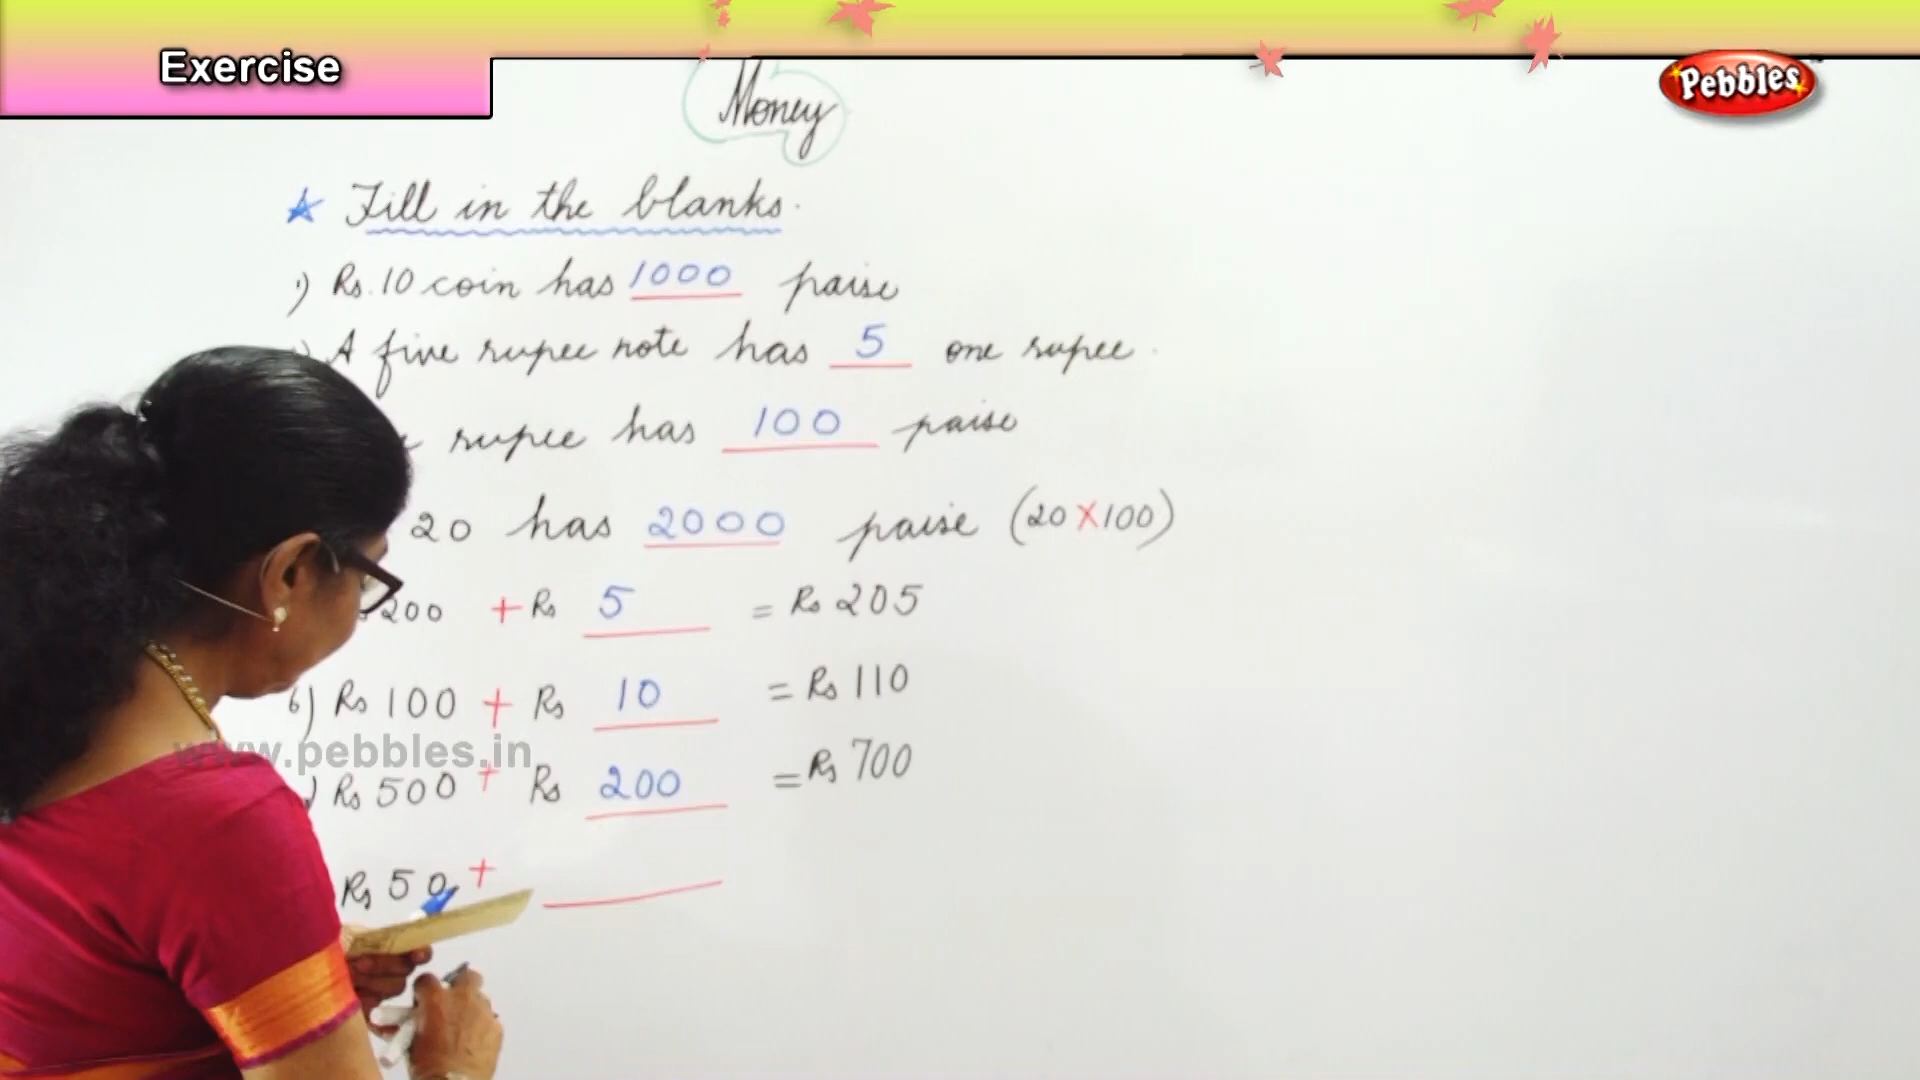 Exercise
Money
Pebbles
Fill in the blanks.
1) Rs. 10 coin has 1000 paise
) A five rupee note has 5 one rupee.
rupee has 100 paise
20 has 2000 paise (20 X 100)
200 + Rs 5 = Rs 205
6) Rs 100 + Rs 10 = Rs 110
www.pebbles.in
) Rs 500 + Rs 200 = Rs 700
Rs 50 +